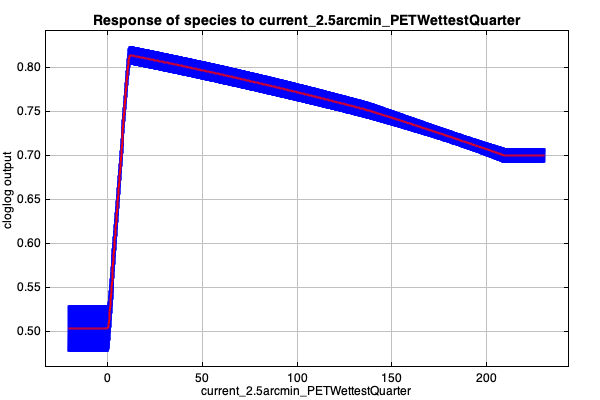 Response of species to current_2.5arcmin_PETWettestQuarter
cloglog output
0.80
0.75
0.70
0.65
0.60
0.55
0.50
0 50 100 150 200
current_2.5arcmin_PETWettestQuarter